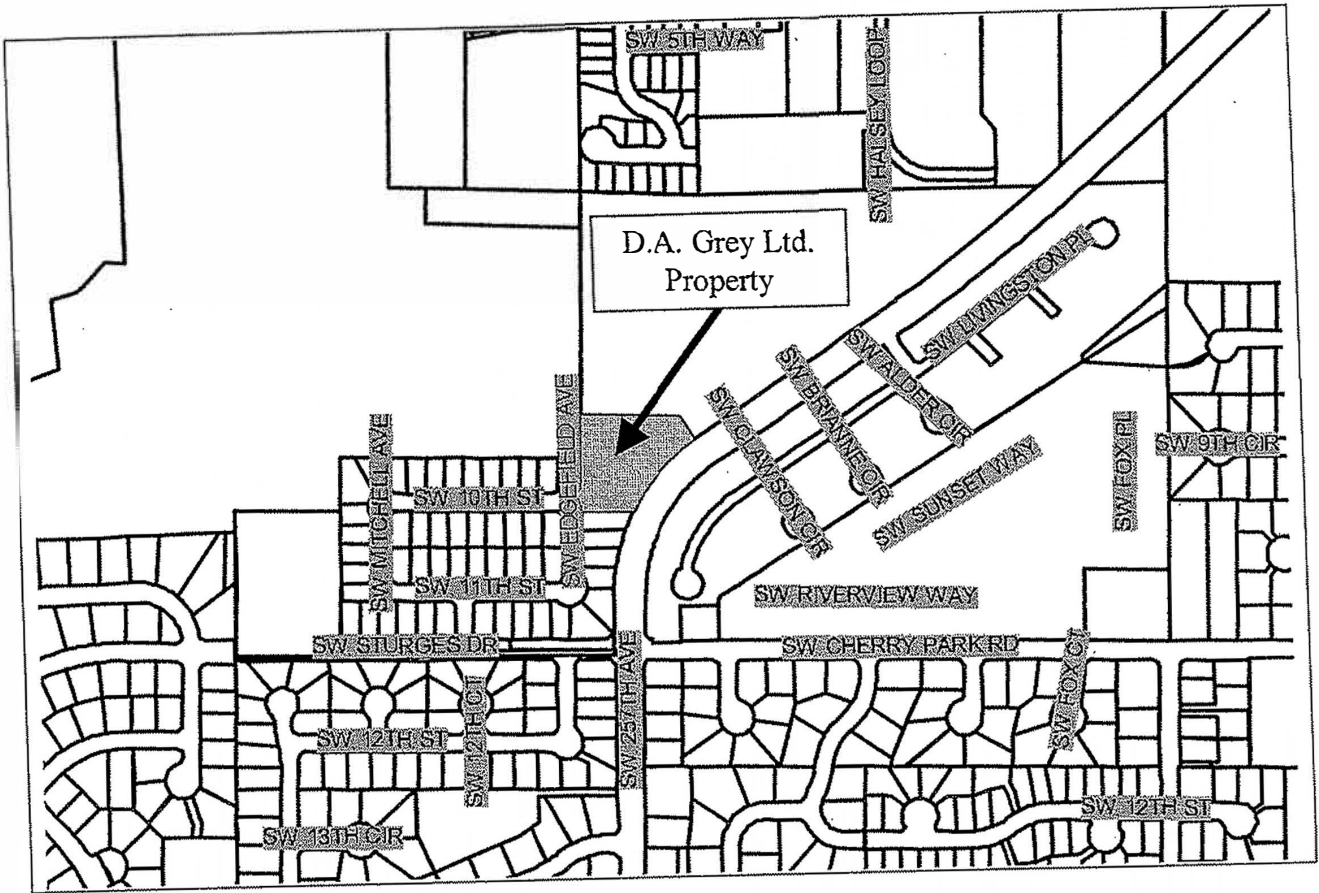 SW 5TH WAY
SW HALSEY LOOP
D.A. Grey Ltd.
Property
SW LIVINGSTON PL
SW ALDER CIR
SW BRIANNE CIR
SW CLAWSON CIR
SW EDGEFIELD AVE
SW MITCHELL AVE
SW 10TH ST
SW SUNSET WAY
SW FOX PL
SW 9TH CIR
SW 11TH ST
SW RIVERVIEW WAY
SW STURGES DR
SW CHERRY PARK RD
SW FOX CT
SW 257TH AVE
SW 12TH CT
SW 12TH ST
SW 12TH ST
SW 13TH CIR